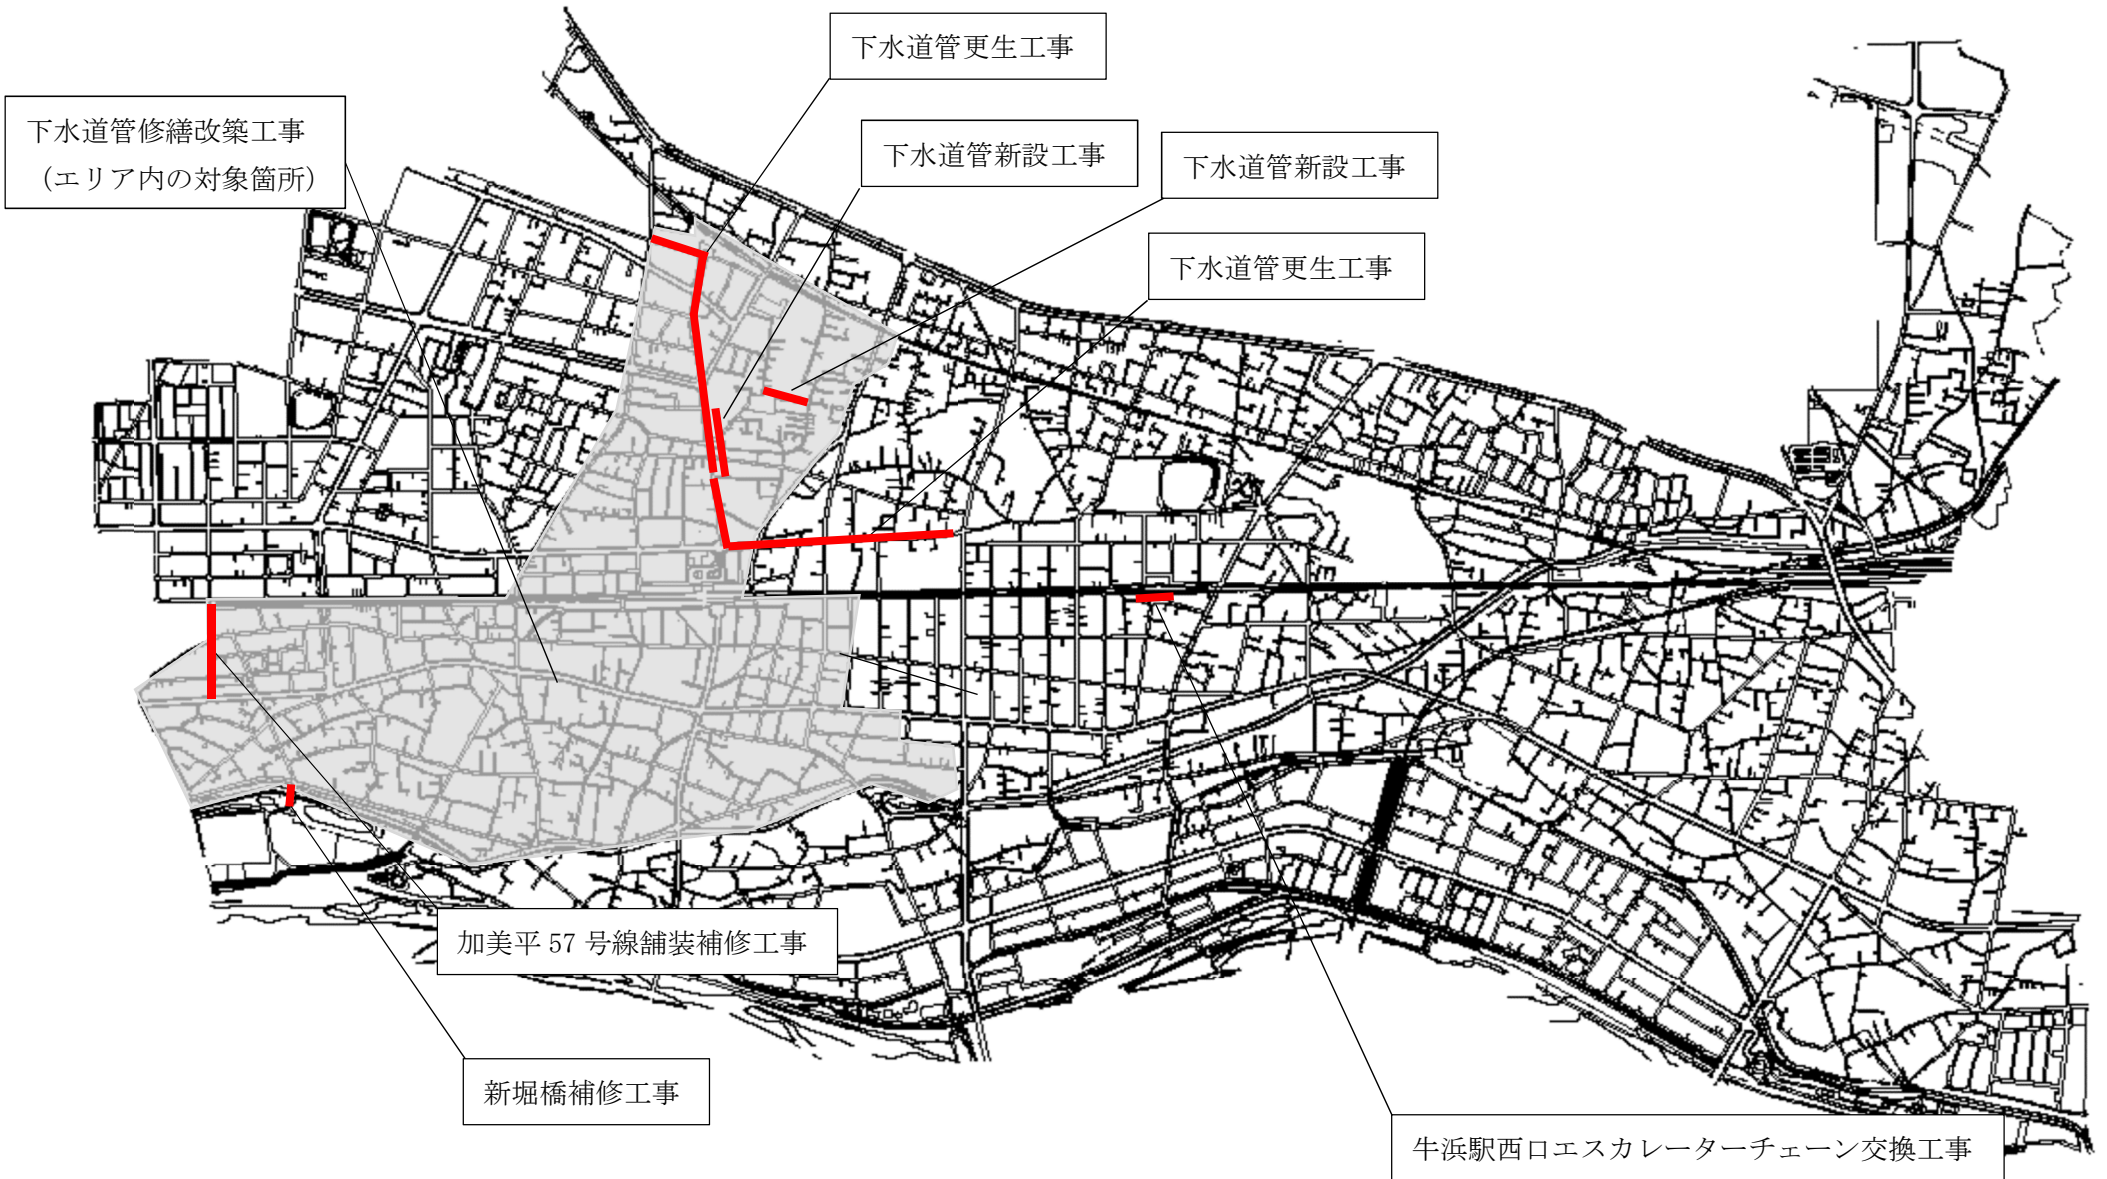 下水道管更生工事
下水道管修繕改築工事
（エリア内の対象箇所）
下水道管新設工事
下水道管新設工事
下水道管更生工事
加美平 57 号線舗装補修工事
新堀橋補修工事
牛浜駅西口エスカレーターチェーン交換工事